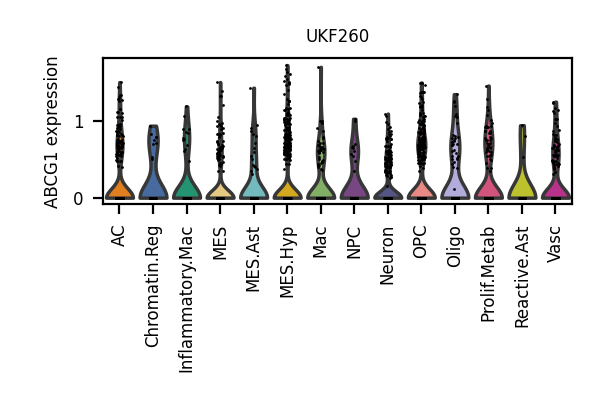 UKF260
ABCG1 expression
1
0
AC
Chromatin.Reg
Inflammatory.Mac
MES
MES.Ast
MES.Hyp
Mac
NPC
Neuron
OPC
Oligo
Prolif.Metab
Reactive.Ast
Vasc